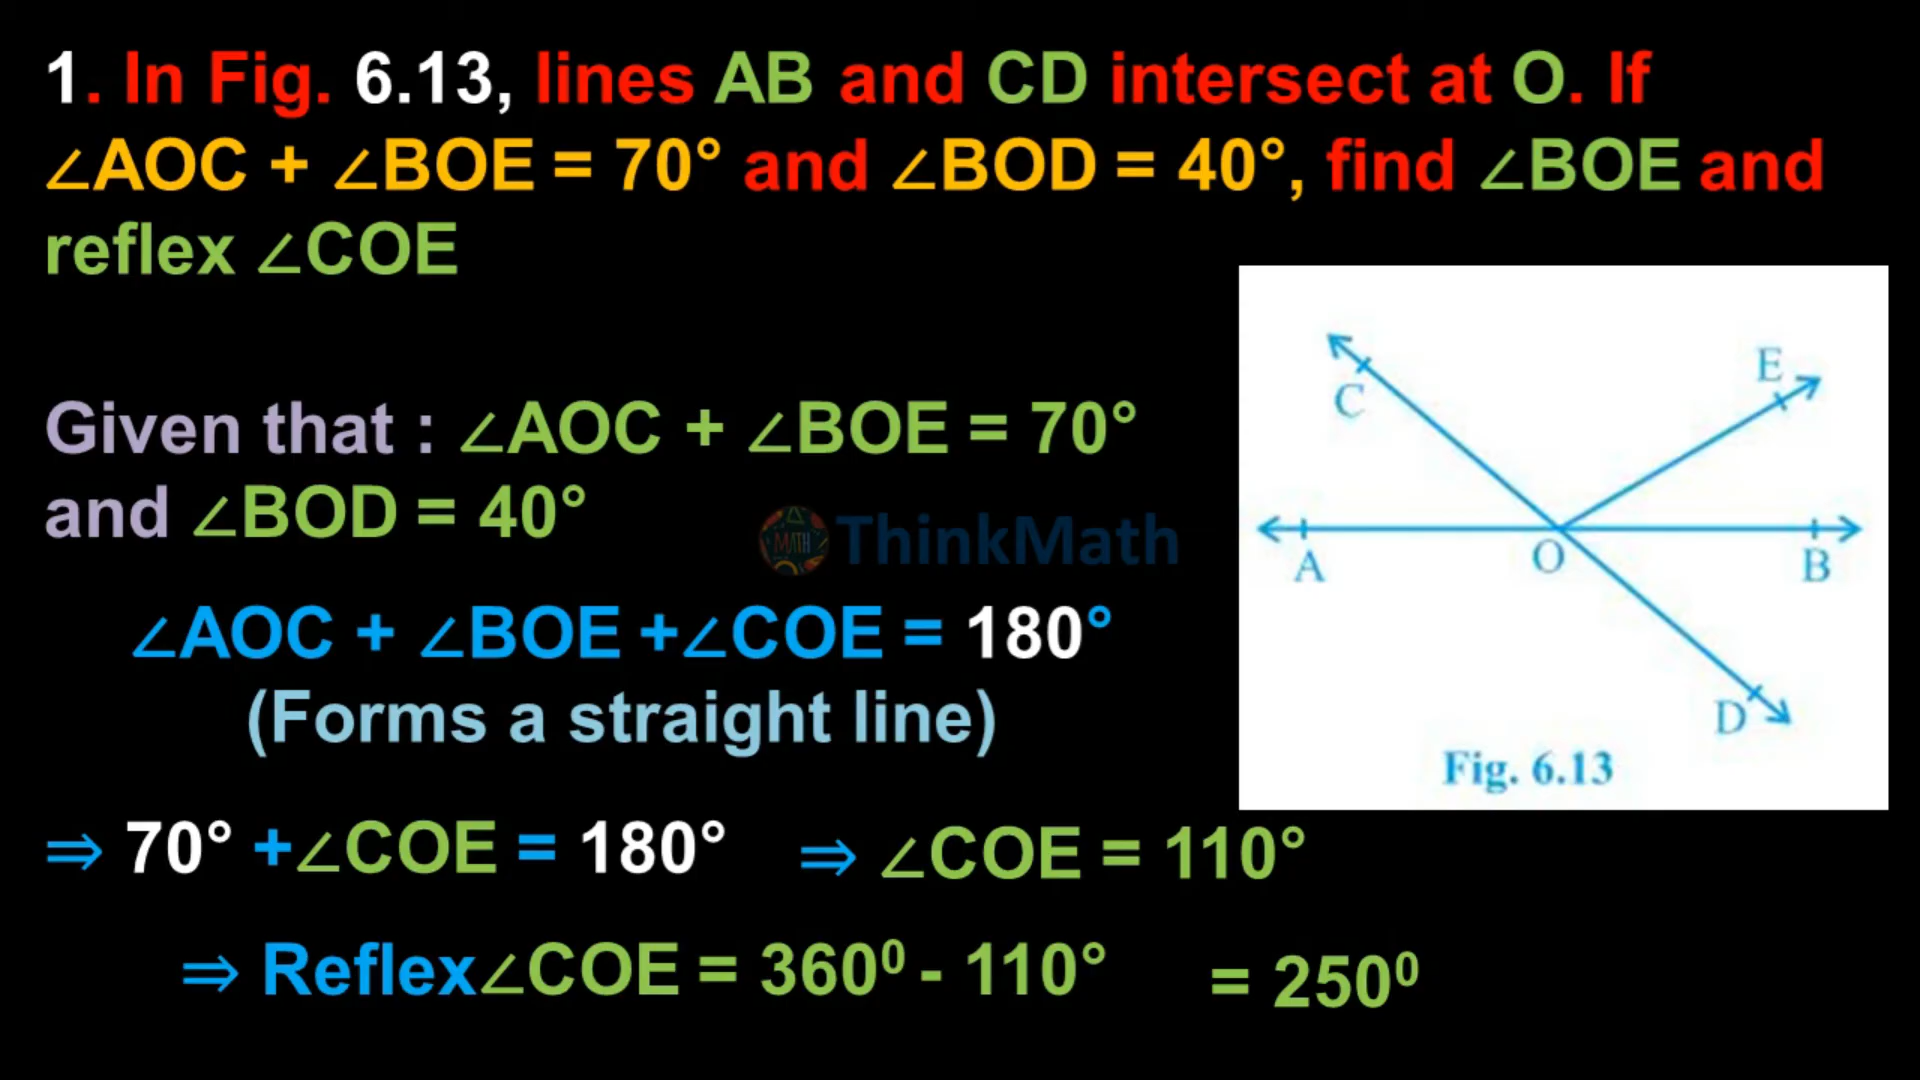 1. In Fig. 6.13, lines AB and CD intersect at O. If
∠AOC + ∠BOE = 70° and ∠BOD = 40°, find ∠BOE and
reflex ∠COE
Given that : ∠AOC + ∠BOE = 70°
and ∠BOD = 40°
MATH ThinkMath
∠AOC + ∠BOE +∠COE = 180°
(Forms a straight line)
C
E
A
O
B
D
Fig. 6.13
⇒ 70° +∠COE = 180° ⇒ ∠COE = 110°
⇒ Reflex∠COE = 360⁰ - 110° = 250⁰